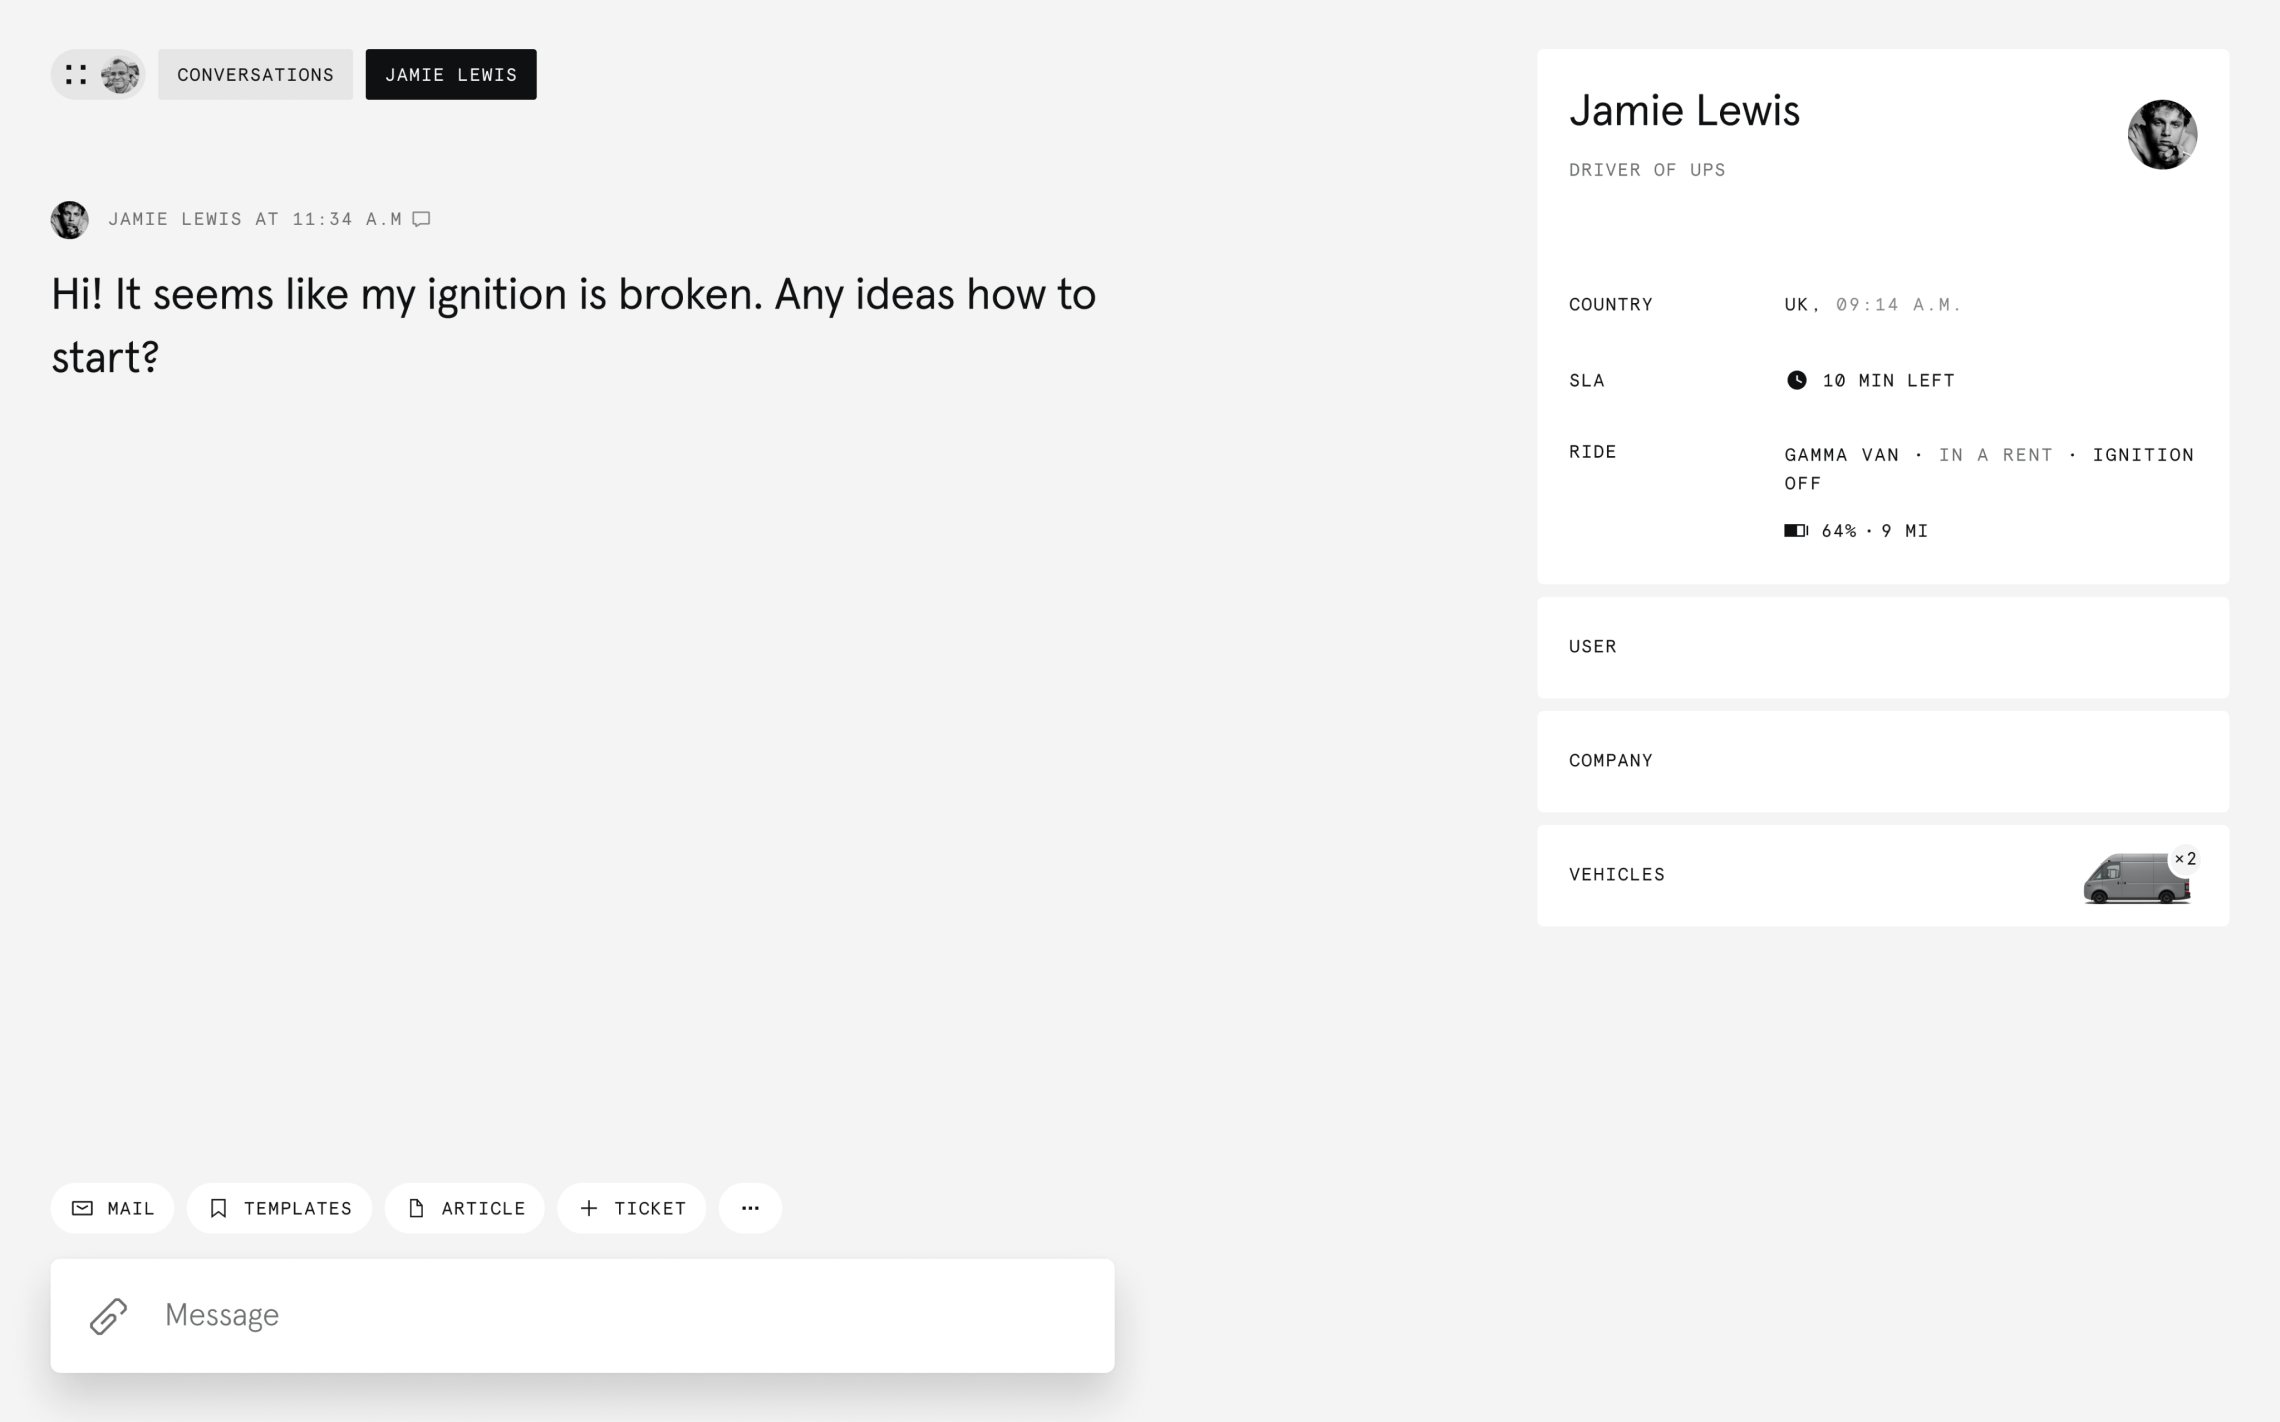 CONVERSATIONS
JAMIE LEWIS
JAMIE LEWIS AT 11:34 A.M
Hi! It seems like my ignition is broken. Any ideas how to
start?
MAIL
TEMPLATES
ARTICLE
+ TICKET
...
Message
Jamie Lewis
DRIVER OF UPS
COUNTRY
UK, 09:14 A.M.
SLA
10 MIN LEFT
RIDE
GAMMA VAN · IN A RENT · IGNITION
OFF
64% · 9 MI
USER
COMPANY
VEHICLES
×2